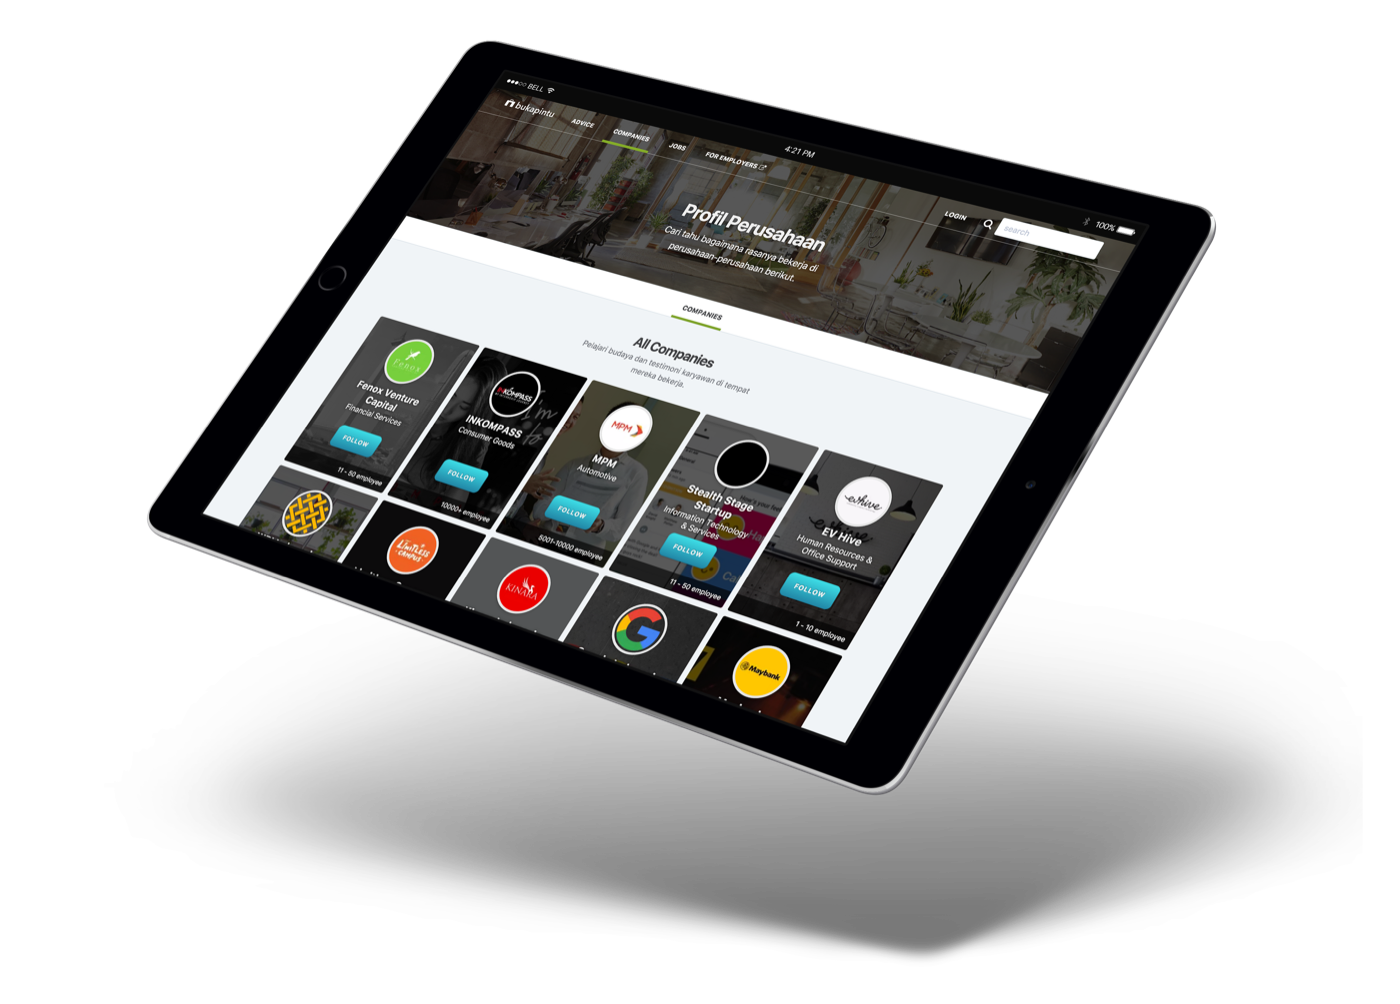 BELL
4:21 PM
100%
bukapintu
ADVICE
COMPANIES
JOBS
FOR EMPLOYERS
LOGIN
search
Profil Perusahaan
Cari tahu bagaimana rasanya bekerja di
perusahaan-perusahaan berikut.
COMPANIES
All Companies
Pelajari budaya dan testimoni karyawan di tempat
mereka bekerja.
Fenox
Fenox Venture
Capital
Financial Services
FOLLOW
11 - 50 employee
INKOMPASS
INKOMPASS
Consumer Goods
FOLLOW
10000+ employee
MPM
MPM
Automotive
FOLLOW
5001-10000 employee
Stealth Stage
Startup
Information Technology
& Services
FOLLOW
11 - 50 employee
evhive
EV Hive
Human Resources &
Office Support
FOLLOW
1 - 10 employee
LIMITLESS
CAMPUS
KINARA
G
Maybank